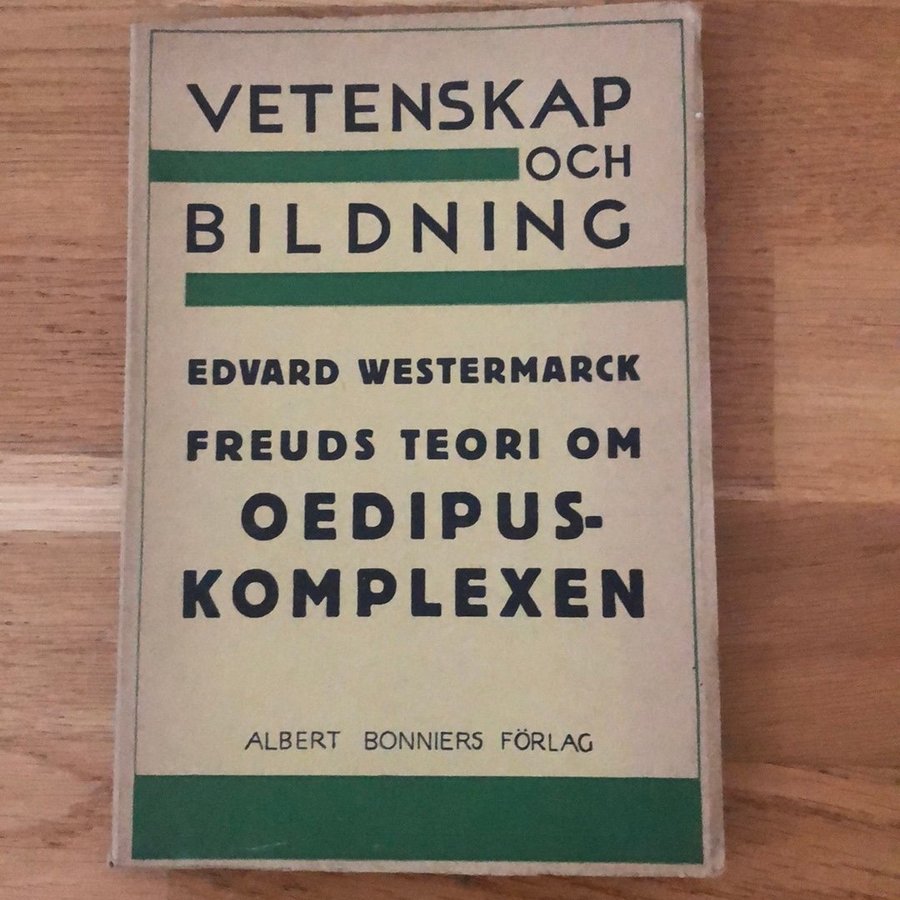 VETENSKAP
OCH
BILDNING
EDVARD WESTERMARCK
FREUDS TEORI OM
OEDIPUS-
KOMPLEXEN
ALBERT BONNIERS FÖRLAG